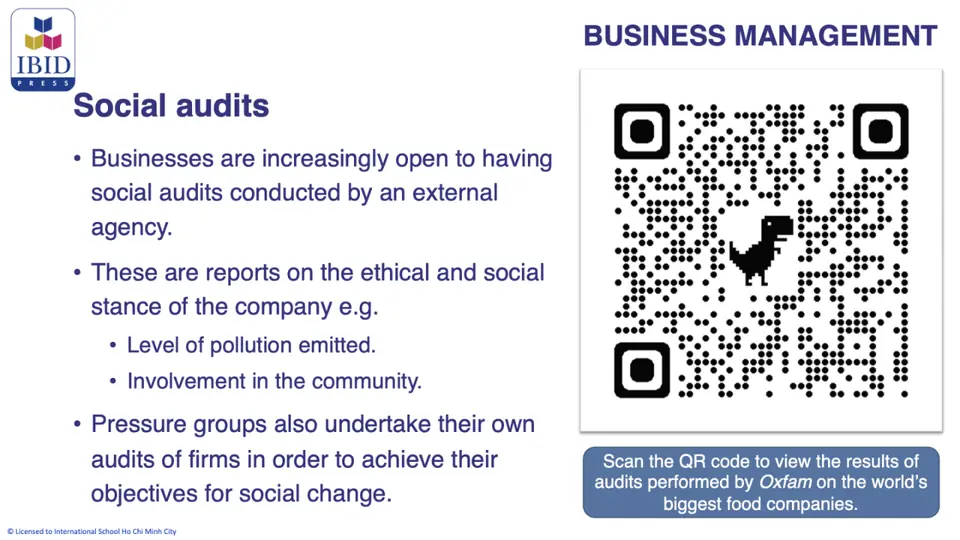 IBID
PRESS
BUSINESS MANAGEMENT
Social audits
• Businesses are increasingly open to having
social audits conducted by an external
agency.
• These are reports on the ethical and social
stance of the company e.g.
• Level of pollution emitted.
• Involvement in the community.
• Pressure groups also undertake their own
audits of firms in order to achieve their
objectives for social change.
Scan the QR code to view the results of
audits performed by Oxfam on the world's
biggest food companies.
© Licensed to International School Ho Chi Minh City